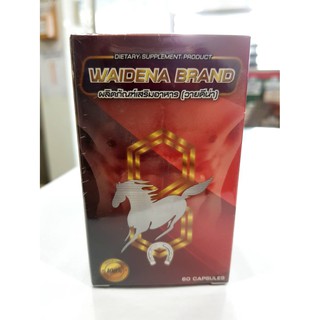 DIETARY SUPPLEMENT PRODUCT
WAIDENA BRAND
ผลิตภัณฑ์เสริมอาหาร (วายดีน่า)
60 CAPSULES